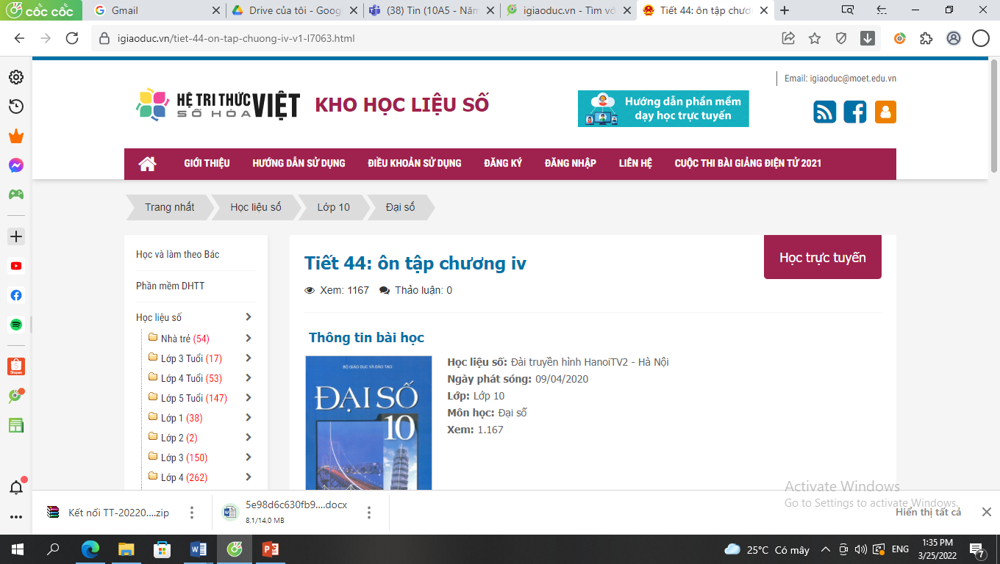 cốc cốc
Gmail
Drive của tôi - Goog
(38) Tin (10A5 - Năm
igiaoduc.vn - Tìm vớ
Tiết 44: ôn tập chươ
igiaoduc.vn/tiet-44-on-tap-chuong-iv-v1-l7063.html
Email: igiaoduc@moet.edu.vn
HỆ TRI THỨC
SỐ HÓA
VIỆT
KHO HỌC LIỆU SỐ
Hướng dẫn phần mềm
dạy học trực tuyến
GIỚI THIỆU
HƯỚNG DẪN SỬ DỤNG
ĐIỀU KHOẢN SỬ DỤNG
ĐĂNG KÝ
ĐĂNG NHẬP
LIÊN HỆ
CUỘC THI BÀI GIẢNG ĐIỆN TỬ 2021
Trang nhất
Học liệu số
Lớp 10
Đại số
Học và làm theo Bác
Phần mềm DHTT
Học liệu số
Nhà trẻ (54)
Lớp 3 Tuổi (17)
Lớp 4 Tuổi (53)
Lớp 5 Tuổi (147)
Lớp 1 (38)
Lớp 2 (2)
Lớp 3 (150)
Lớp 4 (262)
Tiết 44: ôn tập chương iv
Học trực tuyến
Xem: 1167
Thảo luận: 0
Thông tin bài học
BỘ GIÁO DỤC VÀ ĐÀO TẠO
ĐẠI SỐ
10
Học liệu số: Đài truyền hình HanoiTV2 - Hà Nội
Ngày phát sóng: 09/04/2020
Lớp: Lớp 10
Môn học: Đại số
Xem: 1.167
Activate Windows
Go to Settings to activate Windows.
Shopee
Kết nối TT-20220....zip
5e98d6c630fb9....docx
8,1/14,0 MB
Hiển thị tất cả
25°C Có mây
ENG
1:35 PM
3/25/2022
7